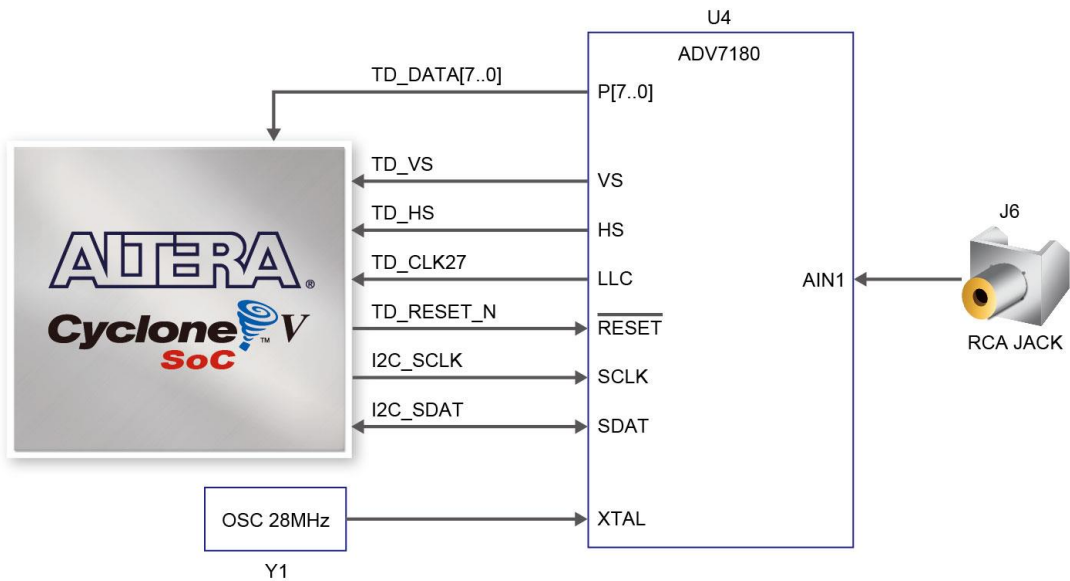 U4
ADV7180
TD_DATA[7..0]
P[7..0]
TD_VS
VS
TD_HS
HS
J6
TD_CLK27
LLC
AIN1
ALTERA®
TD_RESET_N
RESET
Cyclone™ V
SoC
RCA JACK
I2C_SCLK
SCLK
I2C_SDAT
SDAT
OSC 28MHz
XTAL
Y1